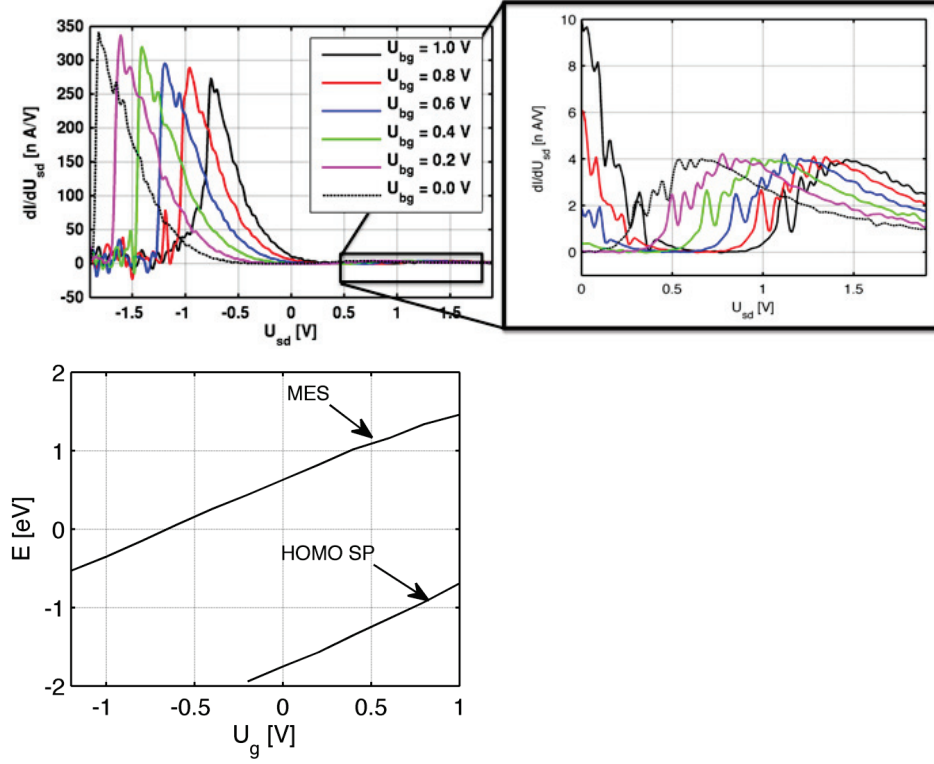 350
300
250
200
150
100
50
0
-50
dI/dU_sd [n A/V]
-1.5 -1 -0.5 0 0.5 1 1.5
U_sd [V]
U_bg = 1.0 V
U_bg = 0.8 V
U_bg = 0.6 V
U_bg = 0.4 V
U_bg = 0.2 V
U_bg = 0.0 V
10
8
6
4
2
0
dI/dU_sd [n A/V]
0 0.5 1 1.5
U_sd [V]
2
1
0
-1
-2
E [eV]
MES
HOMO SP
-1 -0.5 0 0.5 1
U_g [V]